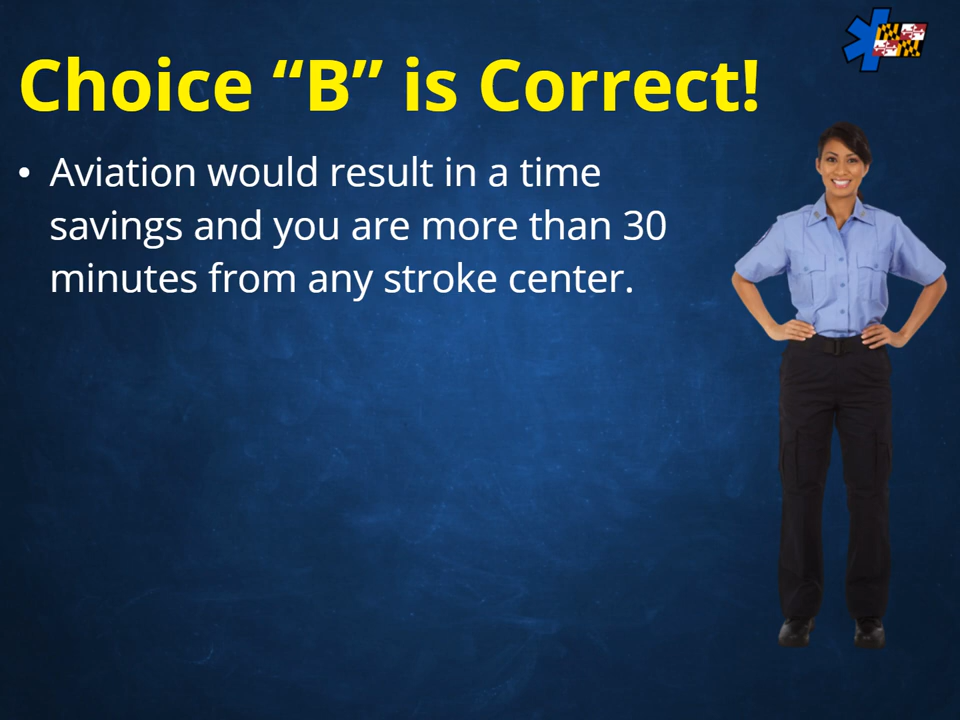 Choice “B” is Correct!
• Aviation would result in a time
savings and you are more than 30
minutes from any stroke center.